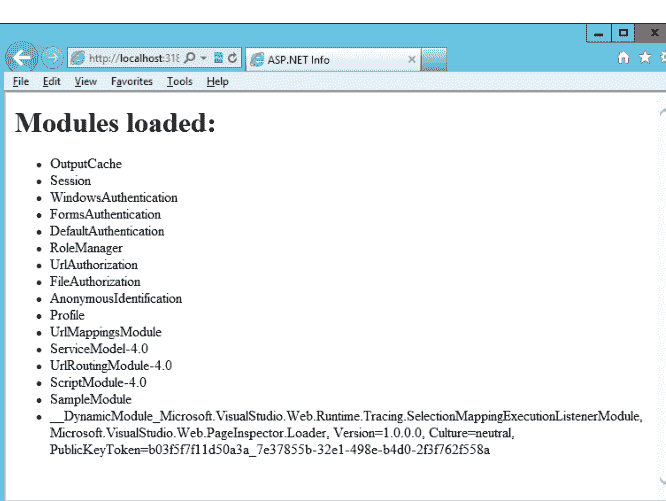 http://localhost:318
ASP.NET Info
File Edit View Favorites Tools Help
Modules loaded:
OutputCache
Session
WindowsAuthentication
FormsAuthentication
DefaultAuthentication
RoleManager
UrlAuthorization
FileAuthorization
AnonymousIdentification
Profile
UrlMappingsModule
ServiceModel-4.0
UrlRoutingModule-4.0
ScriptModule-4.0
SampleModule
__DynamicModule_Microsoft.VisualStudio.Web.Runtime.Tracing.SelectionMappingExecutionListenerModule,
Microsoft.VisualStudio.Web.PageInspector.Loader, Version=1.0.0.0, Culture=neutral,
PublicKeyToken=b03f5f7f11d50a3a_7e37855b-32e1-498e-b4d0-2f3f762f558a